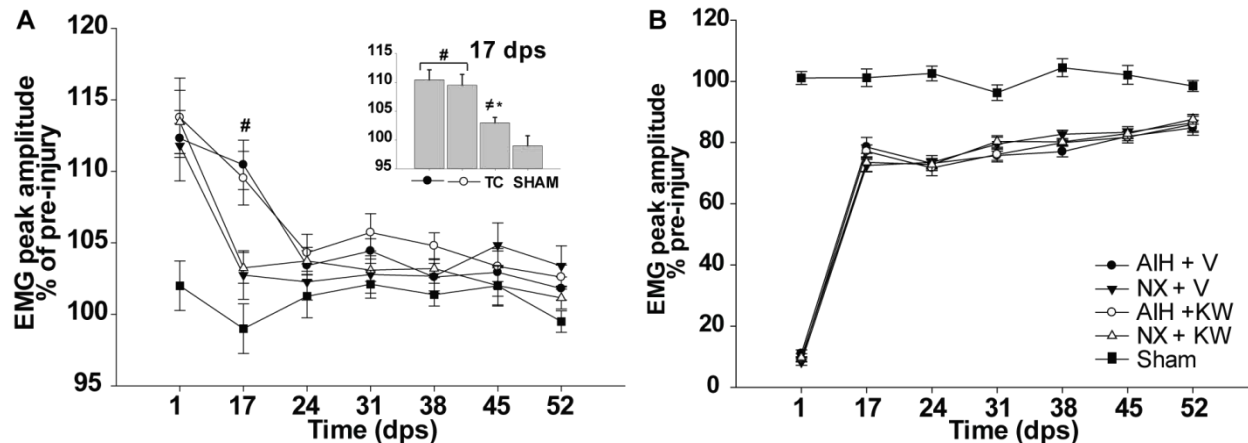 A
120
115
110
105
100
95
EMG peak amplitude
% of pre-injury
#
1 17 24 31 38 45 52
Time (dps)
# 17 dps
115
110
105
100
95
≠ *
TC SHAM
B
120
100
80
60
40
20
0
EMG peak amplitude
% pre-injury
1 17 24 31 38 45 52
Time (dps)
AIH + V
NX + V
AIH +KW
NX + KW
Sham